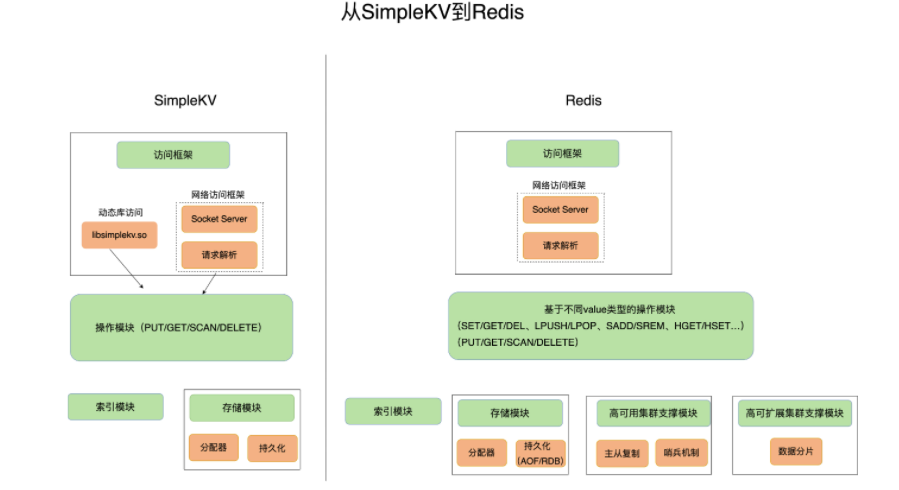 从SimpleKV到Redis
SimpleKV
访问框架
网络访问框架
动态库访问
Socket Server
libsimplekv.so
请求解析
操作模块（PUT/GET/SCAN/DELETE）
索引模块
存储模块
分配器
持久化
Redis
访问框架
网络访问框架
Socket Server
请求解析
基于不同value类型的操作模块
（SET/GET/DEL、LPUSH/LPOP、SADD/SREM、HGET/HSET...）
（PUT/GET/SCAN/DELETE）
索引模块
存储模块
分配器
持久化
（AOF/RDB）
高可用集群支撑模块
主从复制
哨兵机制
高可扩展集群支撑模块
数据分片